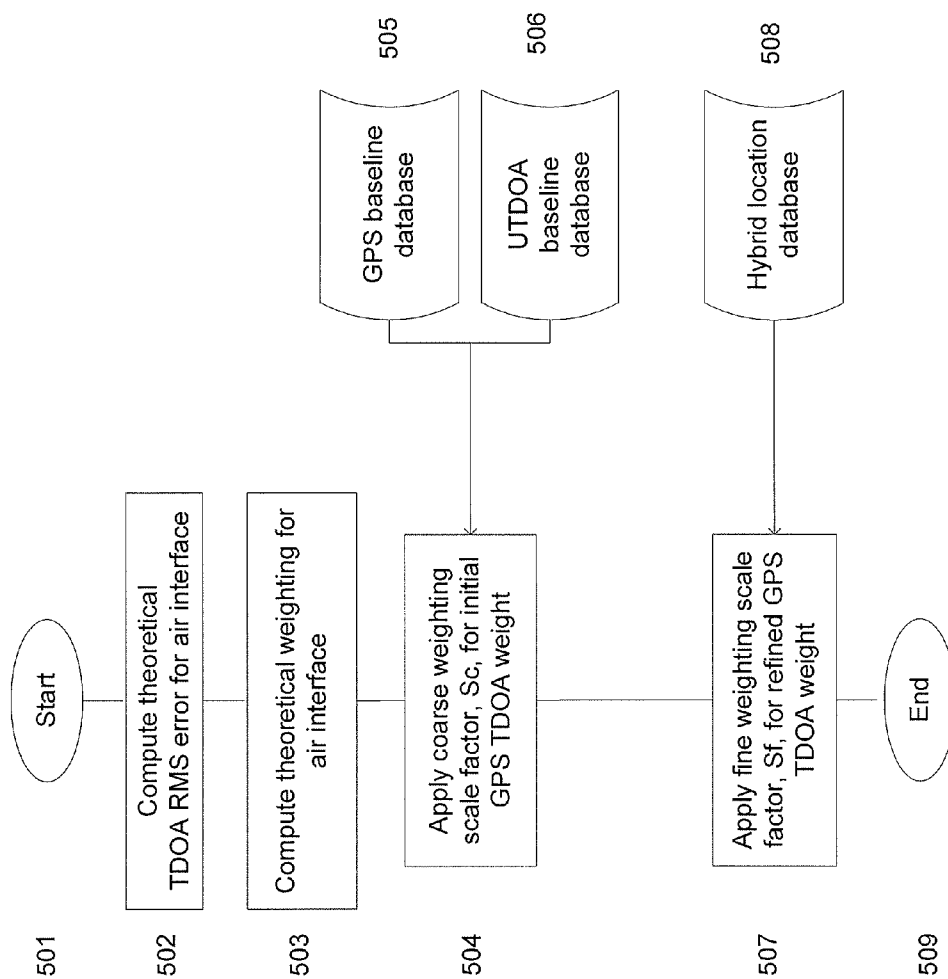 501
Start
502
Compute theoretical
TDOA RMS error for air interface
503
Compute theoretical weighting for
air interface
504
Apply coarse weighting
scale factor, Sc, for initial
GPS TDOA weight
GPS baseline
database
505
UTDOA
baseline
database
506
507
Apply fine weighting scale
factor, Sf, for refined GPS
TDOA weight
Hybrid location
database
508
509
End